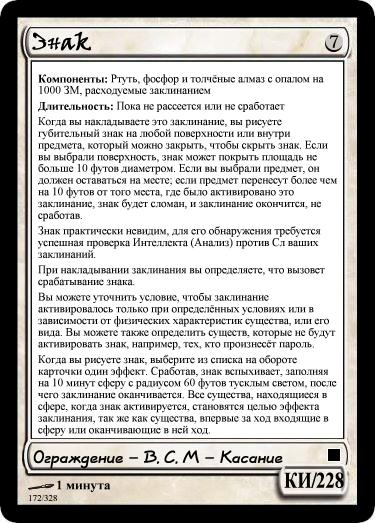 Знак
7
Компоненты: Ртуть, фосфор и толчёные алмаз с опалом на
1000 ЗМ, расходуемые заклинанием
Длительность: Пока не рассеется или не сработает
Когда вы накладываете это заклинание, вы рисуете
губительный знак на любой поверхности или внутри
предмета, который можно закрыть, чтобы скрыть знак. Если
вы выбрали поверхность, знак может покрыть площадь не
больше 10 футов диаметром. Если вы выбрали предмет, он
должен оставаться на месте; если предмет перенесут более чем
на 10 футов от того места, где было активировано это
заклинание, знак будет сломан, и заклинание окончится, не
сработав.
Знак практически невидим, для его обнаружения требуется
успешная проверка Интеллекта (Анализ) против Сл ваших
заклинаний.
При накладывании заклинания вы определяете, что вызовет
срабатывание знака.
Вы можете уточнить условие, чтобы заклинание
активировалось только при определённых условиях или в
зависимости от физических характеристик существа, или его
вида. Вы можете также определить существ, которые не будут
активировать знак, например, тех, кто произнесёт пароль.
Когда вы рисуете знак, выберите из списка на обороте
карточки один эффект. Сработав, знак вспыхивает, заполняя
на 10 минут сферу с радиусом 60 футов тусклым светом, после
чего заклинание оканчивается. Все существа, находящиеся в
сфере, когда знак активируется, становятся целью эффекта
заклинания, так же как существа, впервые за ход входящие в
сферу или оканчивающие в ней ход.
Ограждение – В, С, М – Касание
КИ/228
1 минута
172/328